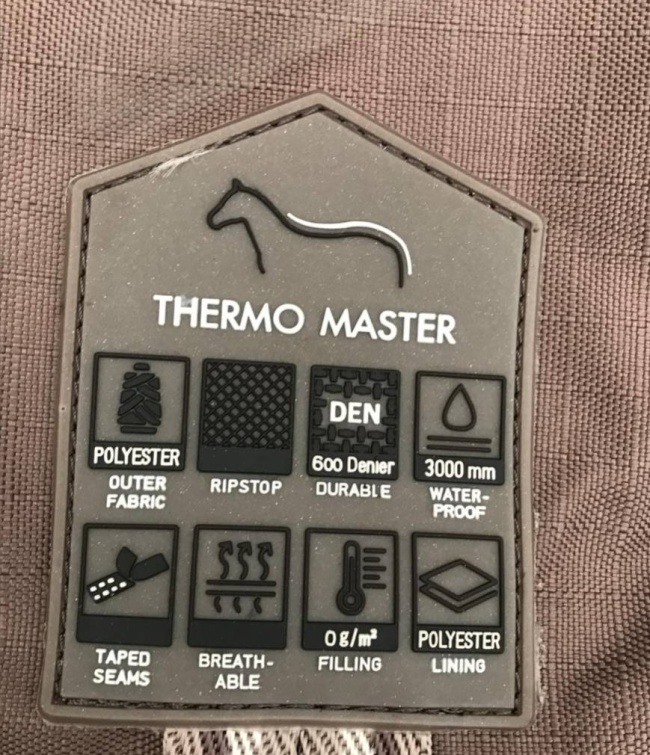 THERMO MASTER
POLYESTER
OUTER
FABRIC
RIPSTOP
DEN
600 Denier
DURABLE
3000 mm
WATER-
PROOF
TAPED
SEAMS
BREATH-
ABLE
0 g/m²
FILLING
POLYESTER
LINING